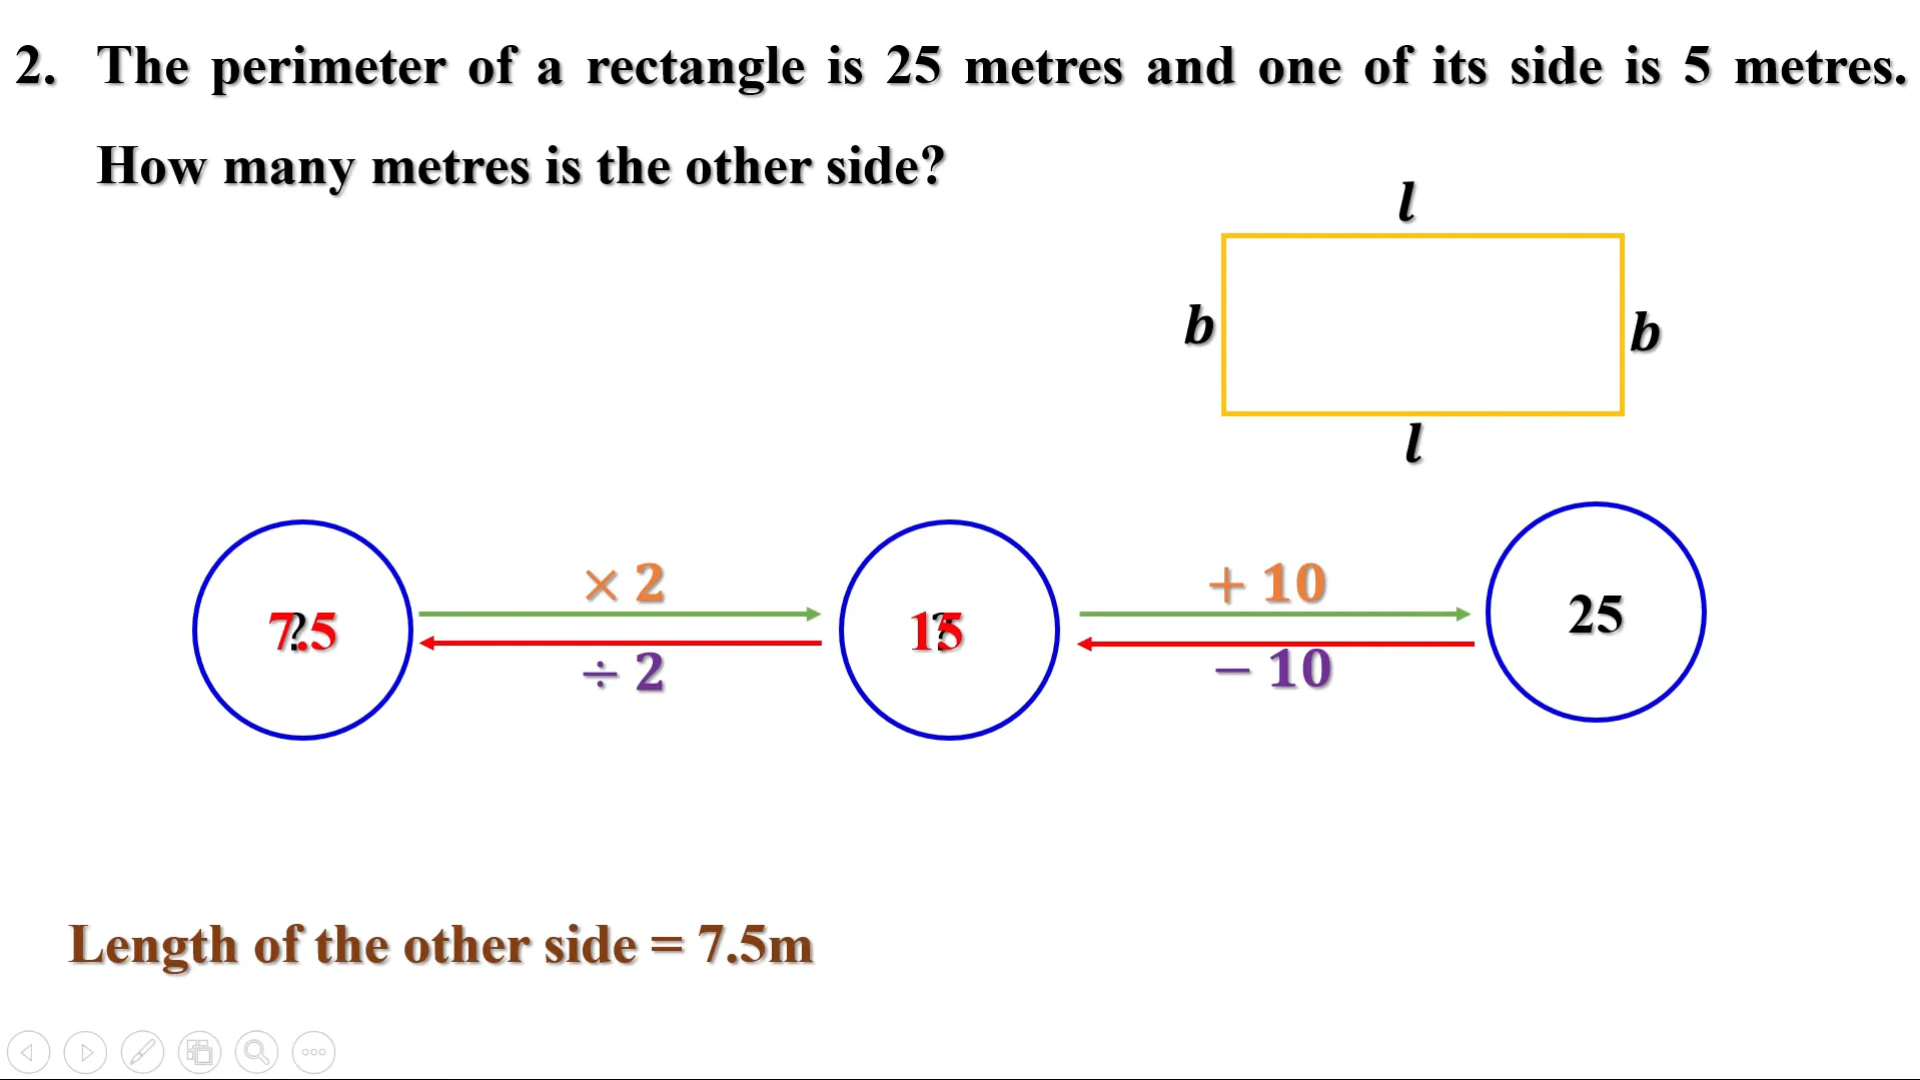 2. The perimeter of a rectangle is 25 metres and one of its side is 5 metres.
How many metres is the other side?
l
b
b
l
× 2
+ 10
7.5
?
15
?
25
÷ 2
− 10
Length of the other side = 7.5m